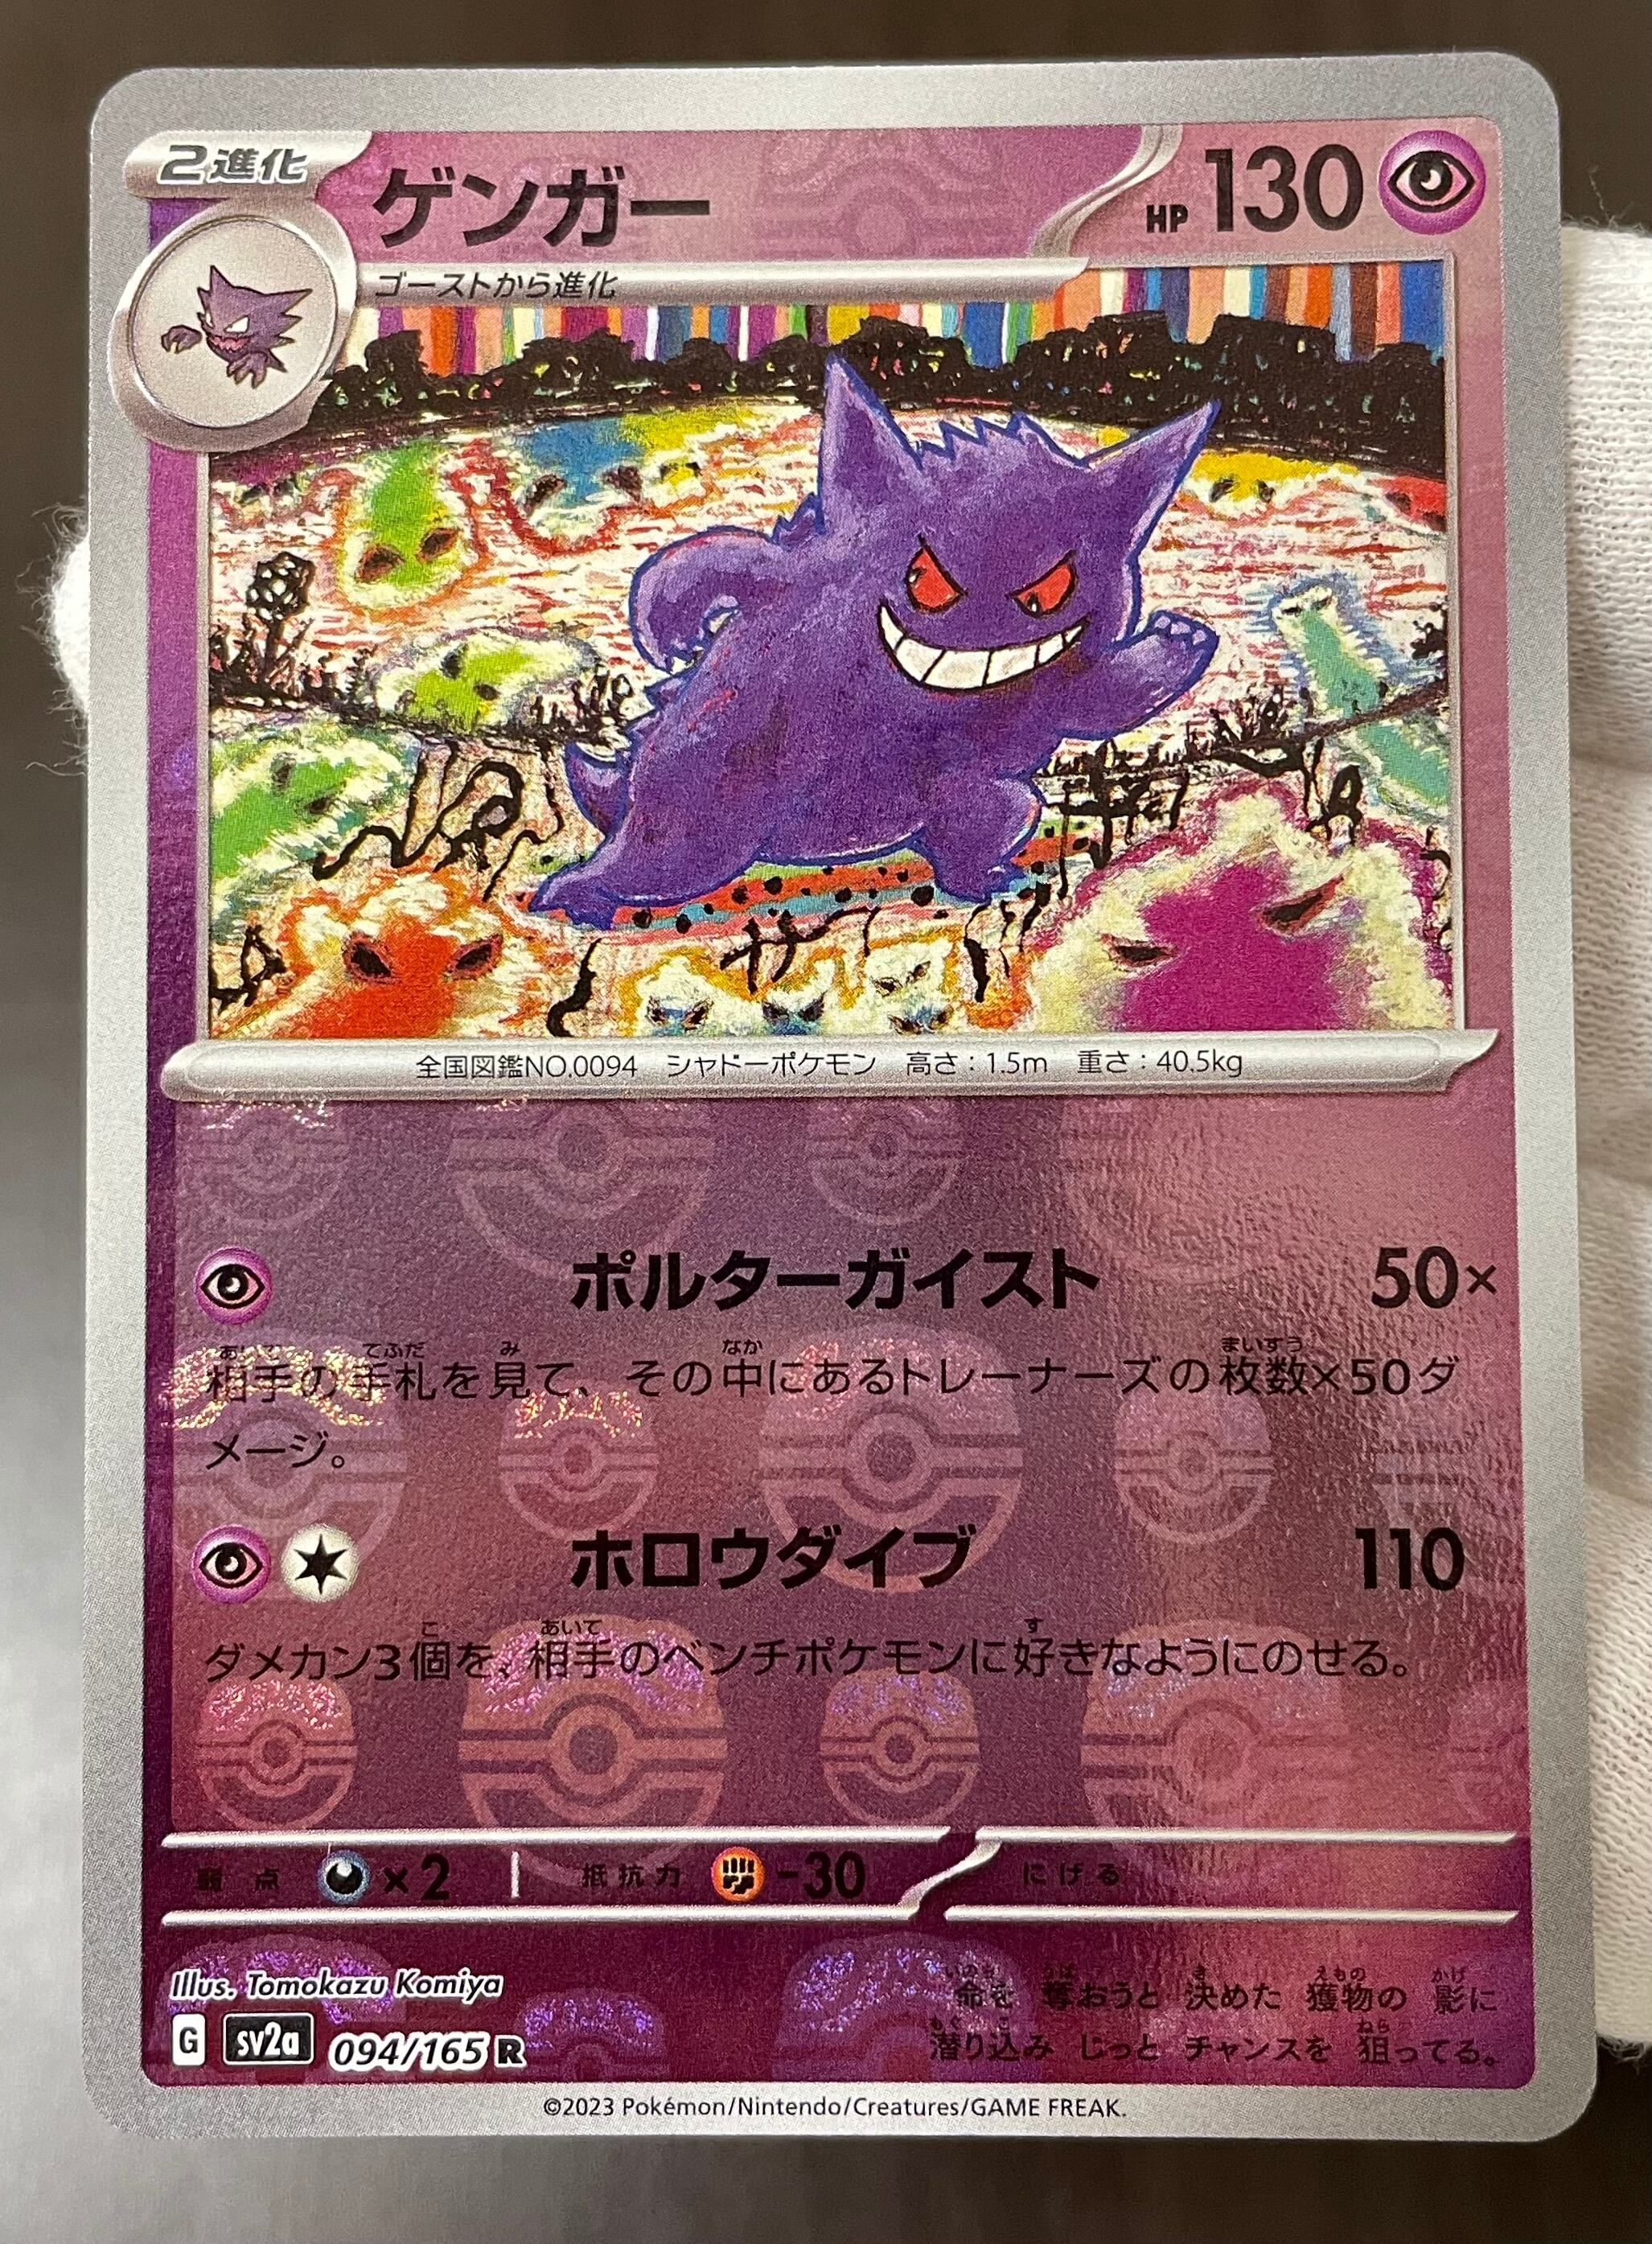 2進化
ゲンガー
HP 130
ゴーストから進化
全国図鑑NO.0094 シャドーポケモン 高さ:1.5m 重さ:40.5kg
ポルターガイスト 50×
相手の手札を見て、その中にあるトレーナーズの枚数×50ダ
メージ。
ホロウダイブ 110
ダメカン3個を、相手のベンチポケモンに好きなようにのせる。
弱点 ×2 抵抗力 -30 にげる
Illus. Tomokazu Komiya
命を 奪おうと 決めた 獲物の 影に
G sv2a 094/165 R
潜り込み じっと チャンスを 狙ってる。
©2023 Pokémon/Nintendo/Creatures/GAME FREAK.